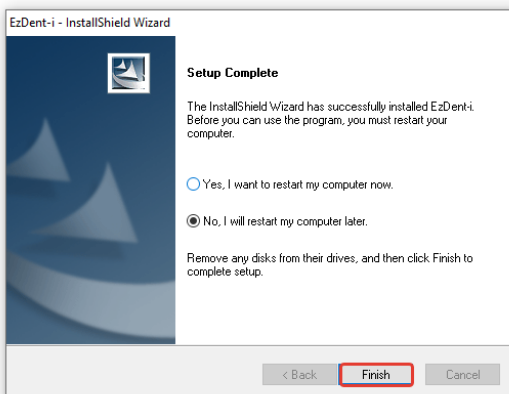 EzDent-i - InstallShield Wizard
Setup Complete
The InstallShield Wizard has successfully installed EzDent-i.
Before you can use the program, you must restart your
computer.
Yes, I want to restart my computer now.
No, I will restart my computer later.
Remove any disks from their drives, and then click Finish to
complete setup.
< Back Finish Cancel